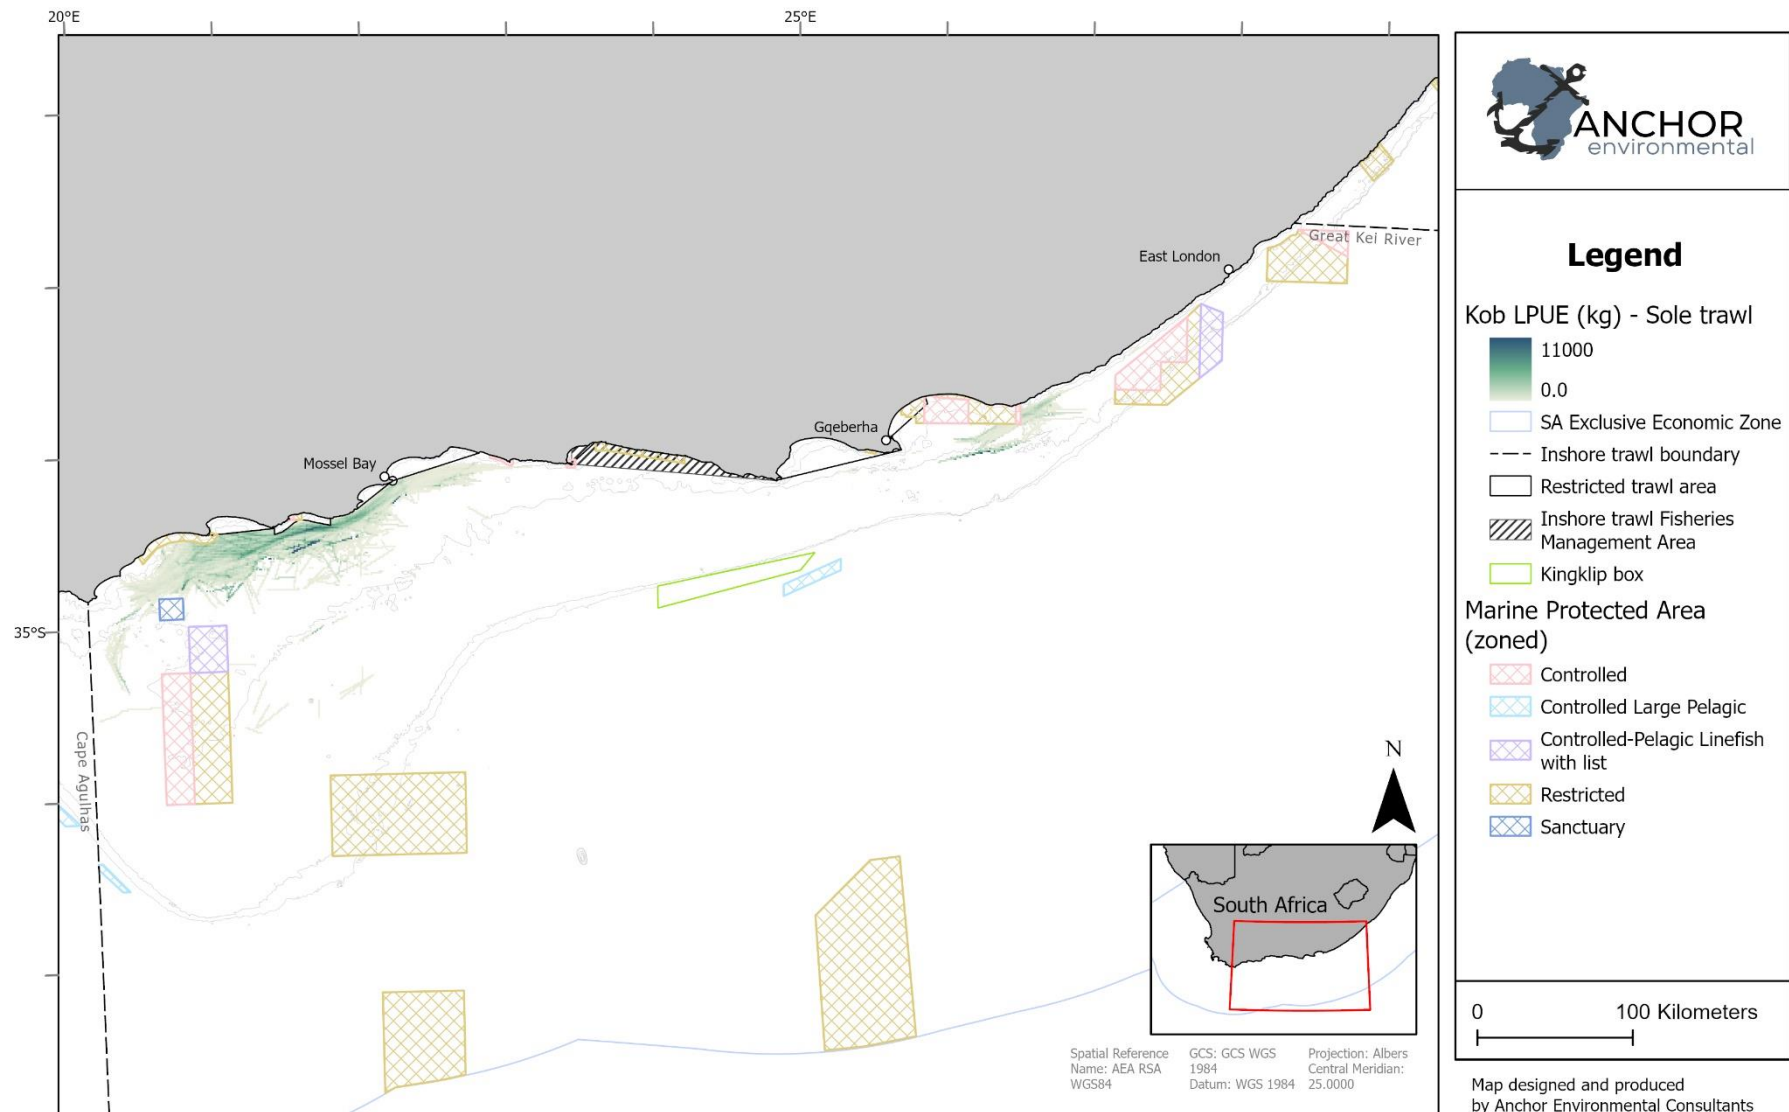 20°E
25°E
35°S
East London
Great Kei River
Gqeberha
Mossel Bay
Cape Agulhas
N
South Africa
Spatial Reference
Name: AEA RSA
WGS84
GCS: GCS WGS
1984
Datum: WGS 1984
Projection: Albers
Central Meridian:
25.0000
ANCHOR
environmental
Legend
Kob LPUE (kg) - Sole trawl
11000
0.0
SA Exclusive Economic Zone
Inshore trawl boundary
Restricted trawl area
Inshore trawl Fisheries
Management Area
Kingklip box
Marine Protected Area
(zoned)
Controlled
Controlled Large Pelagic
Controlled-Pelagic Linefish
with list
Restricted
Sanctuary
0
100 Kilometers
Map designed and produced
by Anchor Environmental Consultants